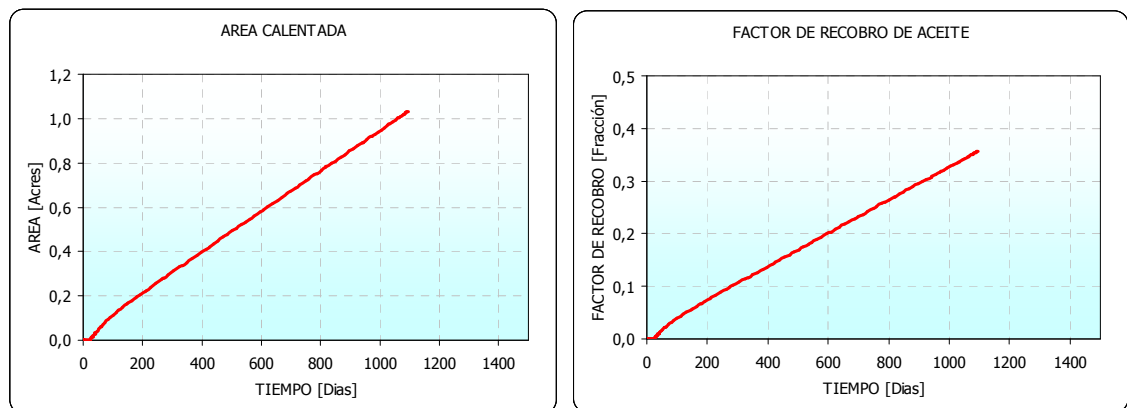 AREA CALENTADA
1,2
1,0
0,8
0,6
0,4
0,2
0,0
AREA [Acres]
0 200 400 600 800 1000 1200 1400
TIEMPO [Dias]
FACTOR DE RECOBRO DE ACEITE
0,5
0,4
0,3
0,2
0,1
0,0
FACTOR DE RECOBRO [Fracción]
0 200 400 600 800 1000 1200 1400
TIEMPO [Dias]